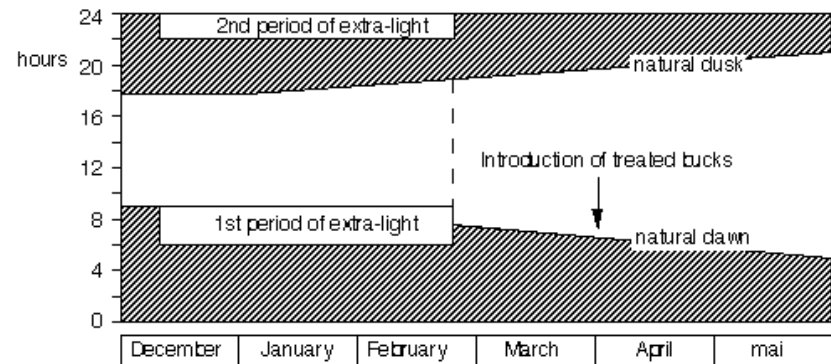 24
2nd period of extra-light
hours
20
natural dusk
16
12
Introduction of treated bucks
8
1st period of extra-light
natural dawn
4
0
December January February March April mai